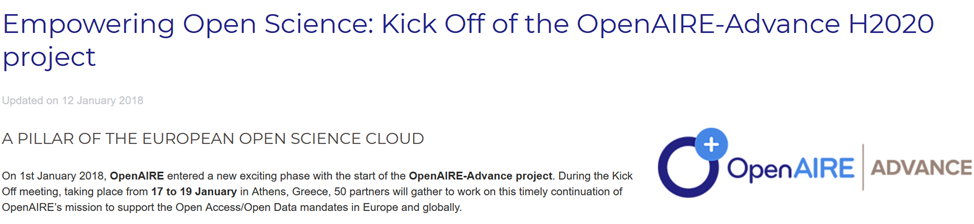 Empowering Open Science: Kick Off of the OpenAIRE-Advance H2020
project
Updated on 12 January 2018
A PILLAR OF THE EUROPEAN OPEN SCIENCE CLOUD
On 1st January 2018, OpenAIRE entered a new exciting phase with the start of the OpenAIRE-Advance project. During the Kick
Off meeting, taking place from 17 to 19 January in Athens, Greece, 50 partners will gather to work on this timely continuation of
OpenAIRE's mission to support the Open Access/Open Data mandates in Europe and globally.
OpenAIRE | ADVANCE